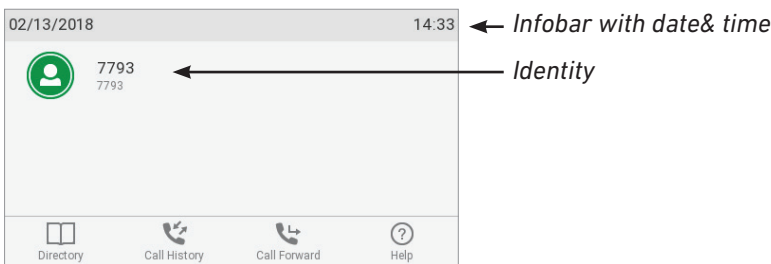 02/13/2018 14:33 Infobar with date& time
7793 Identity
7793
Directory Call History Call Forward Help